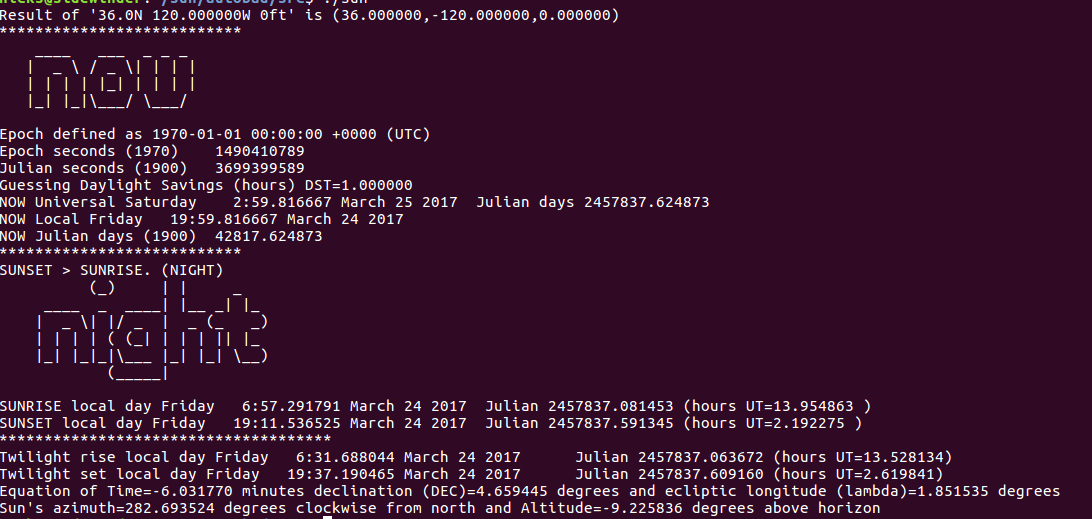 Result of '36.0N 120.000000W 0ft' is (36.000000,-120.000000,0.000000)
***************************
now
Epoch defined as 1970-01-01 00:00:00 +0000 (UTC)
Epoch seconds (1970)    1490410789
Julian seconds (1900)   3699399589
Guessing Daylight Savings (hours) DST=1.000000
NOW Universal Saturday    2:59.816667 March 25 2017  Julian days 2457837.624873
NOW Local Friday   19:59.816667 March 24 2017
NOW Julian days (1900)  42817.624873
***************************
SUNSET > SUNRISE. (NIGHT)
night
SUNRISE local day Friday   6:57.291791 March 24 2017  Julian 2457837.081453 (hours UT=13.954863 )
SUNSET local day Friday   19:11.536525 March 24 2017  Julian 2457837.591345 (hours UT=2.192275 )
*************************************
Twilight rise local day Friday   6:31.688044 March 24 2017      Julian 2457837.063672 (hours UT=13.528134)
Twilight set local day Friday   19:37.190465 March 24 2017      Julian 2457837.609160 (hours UT=2.619841)
Equation of Time=-6.031770 minutes declination (DEC)=4.659445 degrees and ecliptic longitude (lambda)=1.851535 degrees
Sun's azimuth=282.693524 degrees clockwise from north and Altitude=-9.225836 degrees above horizon